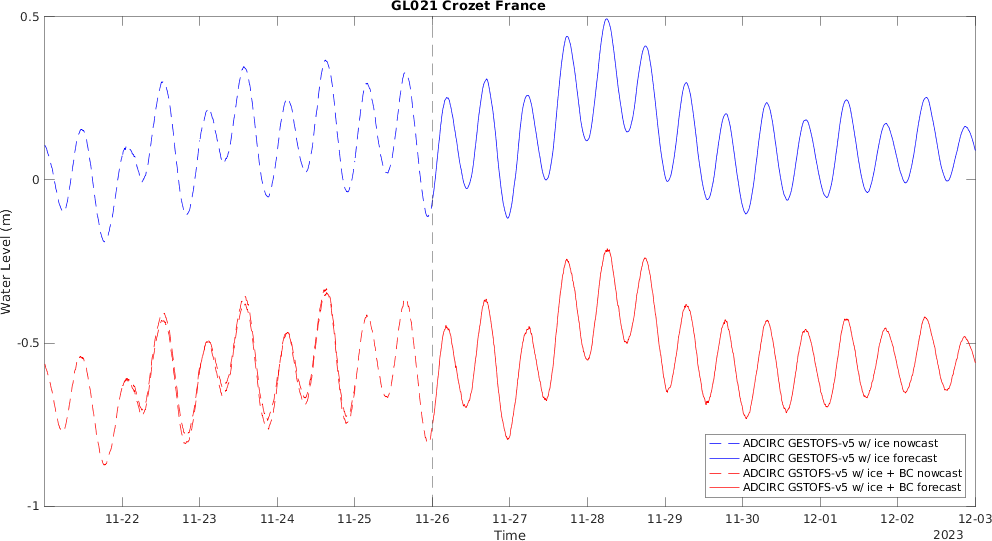 GL021 Crozet France
0.5
0
-0.5
-1
Water Level (m)
ADCIRC GESTOFS-v5 w/ ice nowcast
ADCIRC GESTOFS-v5 w/ ice forecast
ADCIRC GSTOFS-v5 w/ ice + BC nowcast
ADCIRC GSTOFS-v5 w/ ice + BC forecast
11-22 11-23 11-24 11-25 11-26 11-27 11-28 11-29 11-30 12-01 12-02 12-03
Time
2023